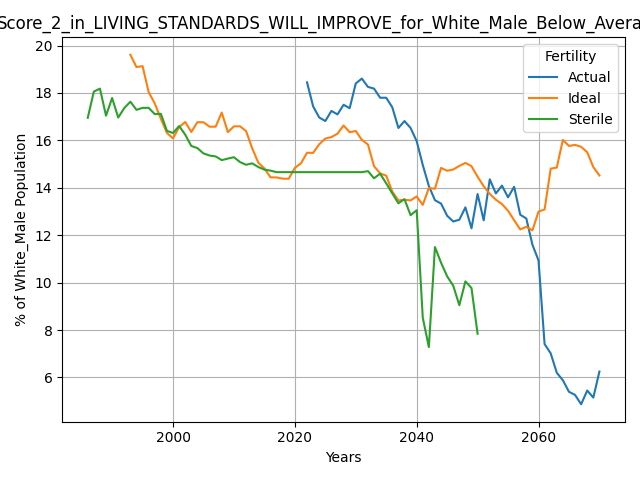 Score_2_in_LIVING_STANDARDS_WILL_IMPROVE_for_White_Male_Below_Avera
Fertility
Actual
Ideal
Sterile
% of White_Male Population
20
18
16
14
12
10
8
6
2000 2020 2040 2060
Years